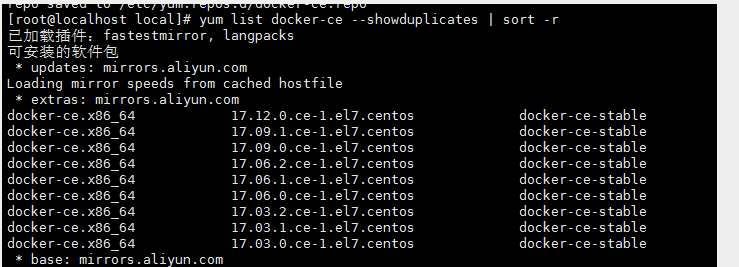 repo saved to /etc/yum.repos.d/docker-ce.repo
[root@localhost local]# yum list docker-ce --showduplicates | sort -r
已加载插件：fastestmirror, langpacks
可安装的软件包
 * updates: mirrors.aliyun.com
Loading mirror speeds from cached hostfile
 * extras: mirrors.aliyun.com
docker-ce.x86_64            17.12.0.ce-1.el7.centos             docker-ce-stable
docker-ce.x86_64            17.09.1.ce-1.el7.centos             docker-ce-stable
docker-ce.x86_64            17.09.0.ce-1.el7.centos             docker-ce-stable
docker-ce.x86_64            17.06.2.ce-1.el7.centos             docker-ce-stable
docker-ce.x86_64            17.06.1.ce-1.el7.centos             docker-ce-stable
docker-ce.x86_64            17.06.0.ce-1.el7.centos             docker-ce-stable
docker-ce.x86_64            17.03.2.ce-1.el7.centos             docker-ce-stable
docker-ce.x86_64            17.03.1.ce-1.el7.centos             docker-ce-stable
docker-ce.x86_64            17.03.0.ce-1.el7.centos             docker-ce-stable
 * base: mirrors.aliyun.com